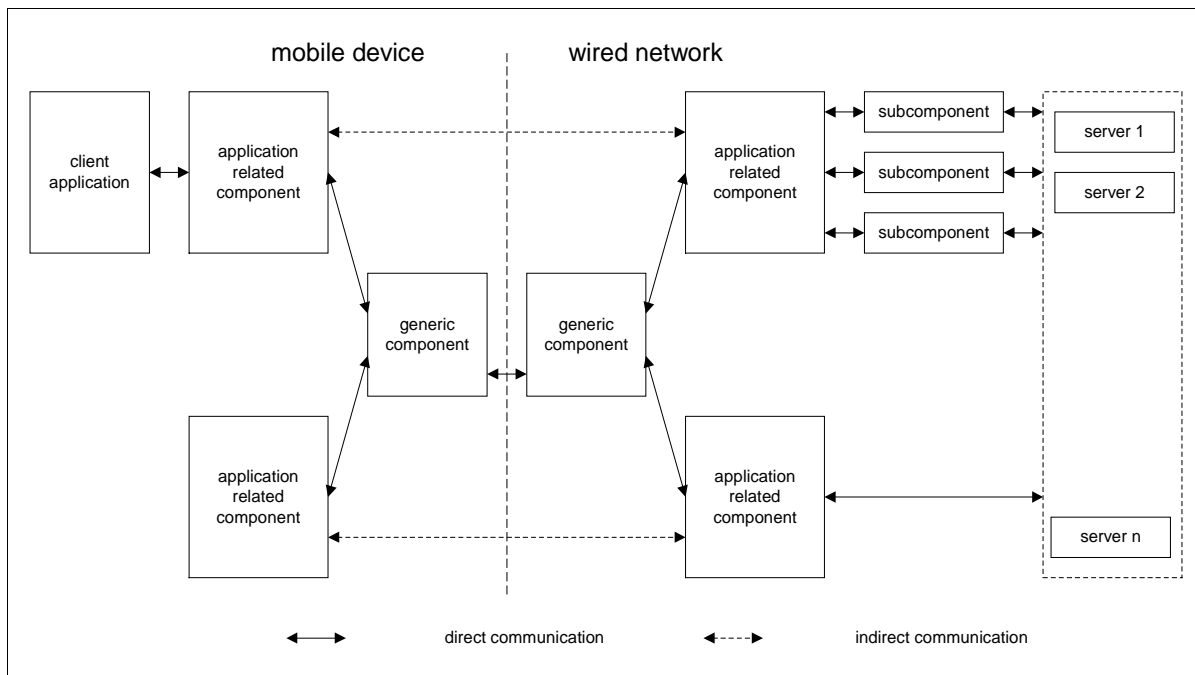 mobile device
wired network
client
application
application
related
component
application
related
component
subcomponent
subcomponent
subcomponent
server 1
server 2
generic
component
generic
component
application
related
component
application
related
component
server n
direct communication
indirect communication